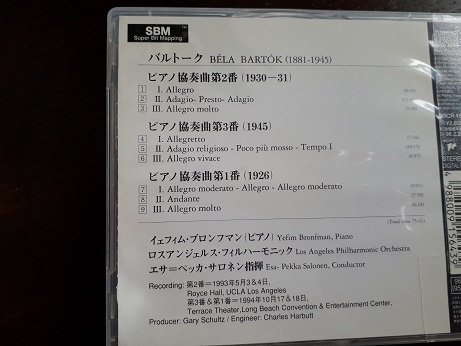 SBM
Super Bit Mapping
バルトーク BÉLA BARTÓK (1881-1945)
ピアノ協奏曲第2番 (1930—31)
1 I. Allegro
2 II. Adagio- Presto- Adagio
3 III. Allegro molto
ピアノ協奏曲第3番 (1945)
4 I. Allegretto
5 II. Adagio religioso - Poco più mosso - Tempo I
6 III. Allegro vivace
ピアノ協奏曲第1番 (1926)
7 I. Allegro moderato - Allegro - Allegro moderato
8 II. Andante
9 III. Allegro molto
イェフィム・ブロンフマン (ピアノ) Yefim Bronfman, Piano
ロスアンジェルス・フィルハーモニック Los Angeles Philharmonic Orchestra
エサ=ペッカ・サロネン指揮 Esa- Pekka Salonen, Conductor
Recording: 第2番=1993年5月3&4日,
Royce Hall, UCLA Los Angeles
第3番&第1番=1994年10月17&18日,
Terrace Theater,Long Beach Convention & Entertainment Center,
Producer: Gary Schultz / Engineer: Charles Harbutt